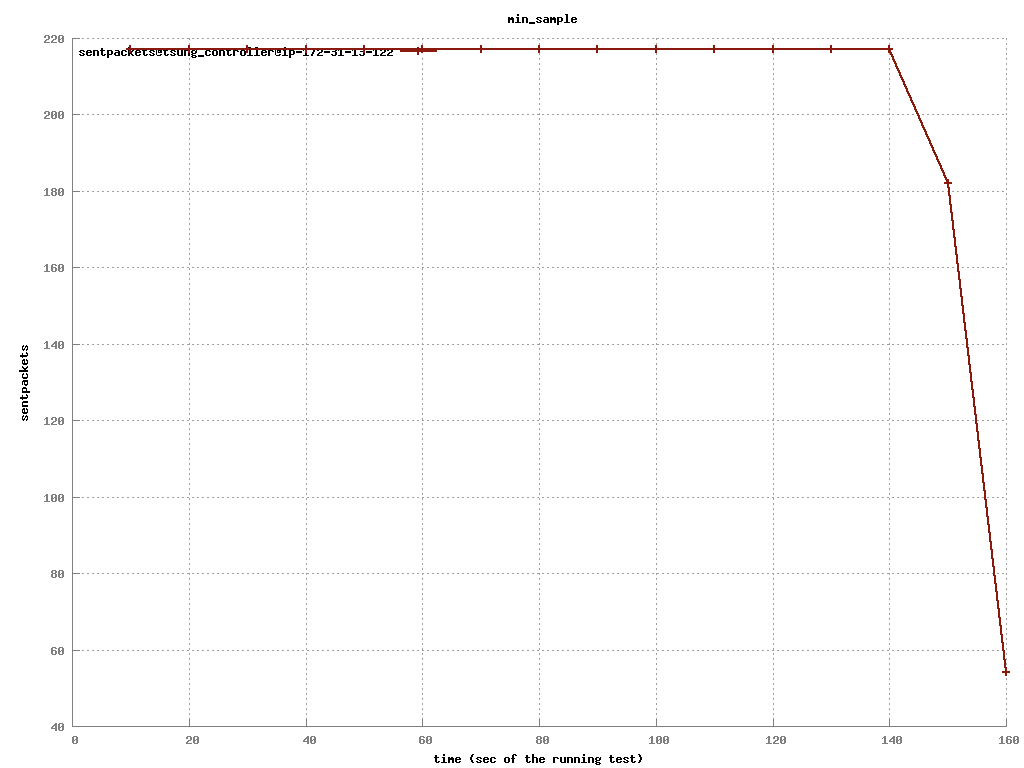 min_sample
220
sentpackets@tsung_controller@ip-172-31-13-122
200
180
160
140
sentpackets
120
100
80
60
40
0 20 40 60 80 100 120 140 160
time (sec of the running test)